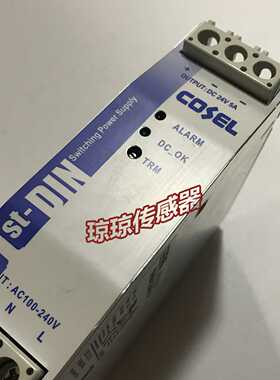 +
-
OUTPUT: DC 24V 5A
COSEL
ALARM
DC_OK
TRM
st-DIN
Switching Power Supply
琼琼传感器
UT: AC100-240V
N
L